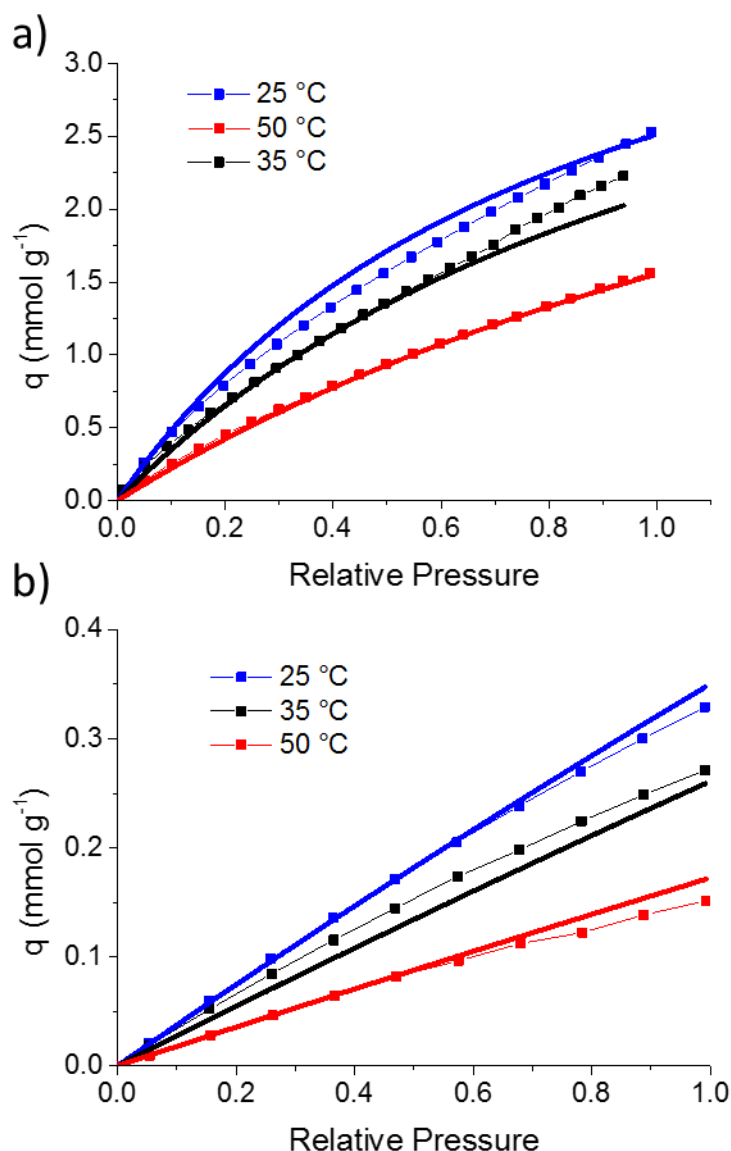 a)
3.0
2.5
2.0
1.5
1.0
0.5
0.0
q (mmol g⁻¹)
25 °C
50 °C
35 °C
0.0 0.2 0.4 0.6 0.8 1.0
Relative Pressure
b)
0.4
0.3
0.2
0.1
0.0
q (mmol g⁻¹)
25 °C
35 °C
50 °C
0.0 0.2 0.4 0.6 0.8 1.0
Relative Pressure